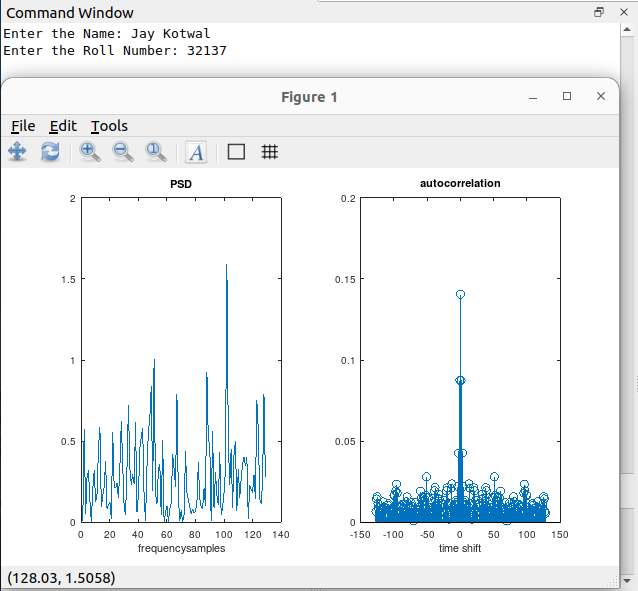 Command Window
Enter the Name: Jay Kotwal
Enter the Roll Number: 32137
Figure 1
File Edit Tools
A
PSD
2
1.5
1
0.5
0
0 20 40 60 80 100 120 140
frequencysamples
autocorrelation
0.2
0.15
0.1
0.05
0
-150 -100 -50 0 50 100 150
time shift
(128.03, 1.5058)